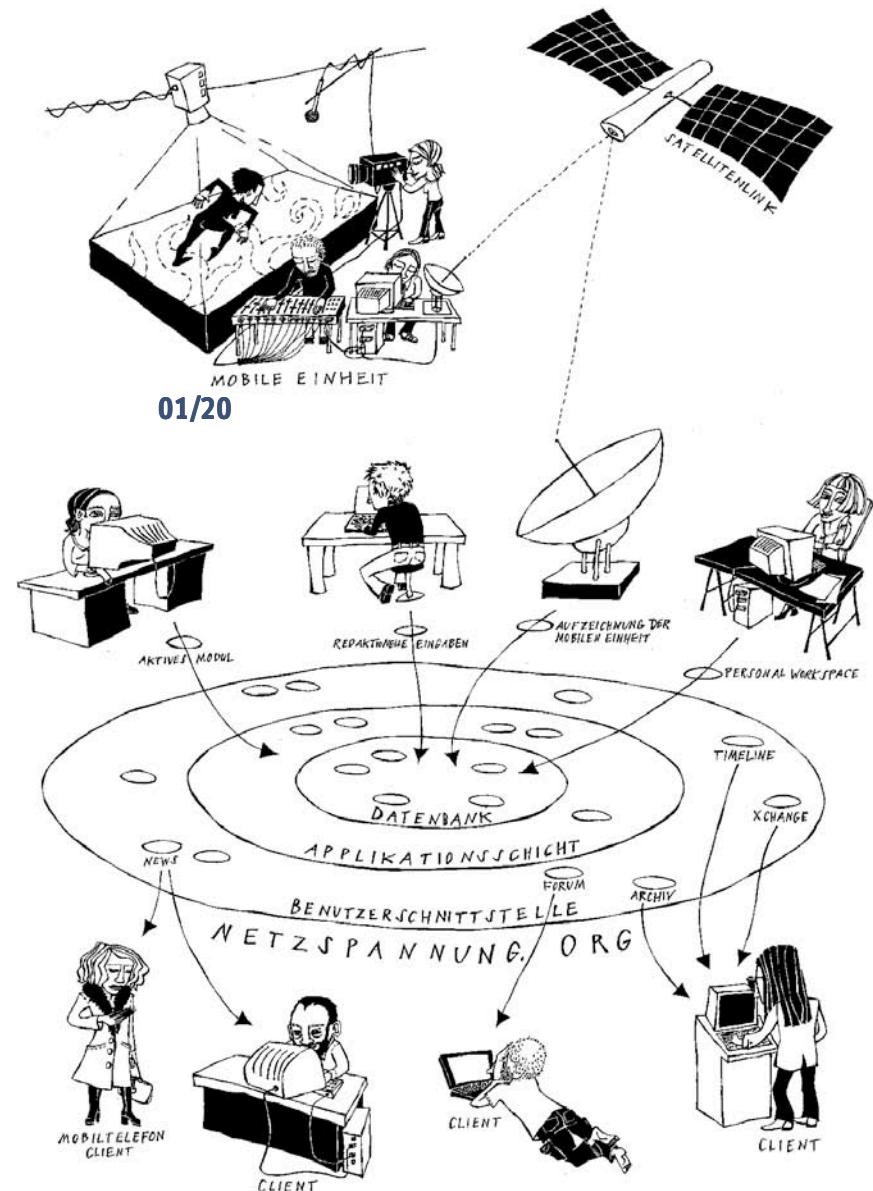 SATELLITENLINK
MOBILE EINHEIT
01/20
AKTIVES MODUL
REDAKTIONELLE EINGABEN
AUFZEICHNUNG DER
MOBILEN EINHEIT
PERSONAL WORKSPACE
TIMELINE
XCHANGE
DATENBANK
APPLIKATIONSSCHICHT
NEWS
FORUM
ARCHIV
BENUTZERSCHNITTSTELLE
NETZSPANNUNG. ORG
MOBILTELEFON
CLIENT
CLIENT
CLIENT
CLIENT